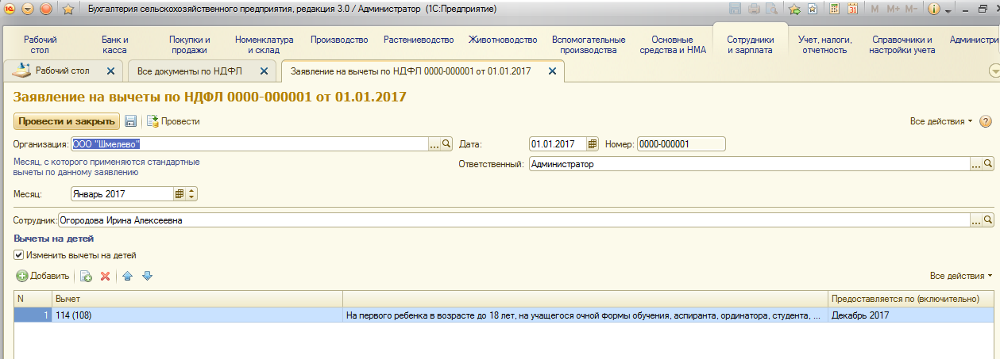 Бухгалтерия сельскохозяйственного предприятия, редакция 3.0 / Администратор (1С:Предприятие)
M M+ M-
Рабочий стол
Банк и касса
Покупки и продажи
Номенклатура и склад
Производство
Растениеводство
Животноводство
Вспомогательные производства
Основные средства и НМА
Сотрудники и зарплата
Учет, налоги, отчетность
Справочники и настройки учета
Администри
Рабочий стол
Все документы по НДФЛ
Заявление на вычеты по НДФЛ 0000-000001 от 01.01.2017
Заявление на вычеты по НДФЛ 0000-000001 от 01.01.2017
Провести и закрыть
Провести
Все действия
Организация: ООО "Шмелево" ... Дата: 01.01.2017 Номер: 0000-000001
Месяц, с которого применяются стандартные
вычеты по данному заявлению
Ответственный: Администратор ...
Месяц: Январь 2017
Сотрудник: Огородова Ирина Алексеевна ...
Вычеты на детей
Изменить вычеты на детей
Добавить
Все действия
N Вычет Предоставляется по (включительно)
1 114 (108) На первого ребенка в возрасте до 18 лет, на учащегося очной формы обучения, аспиранта, ординатора, студента, ... Декабрь 2017